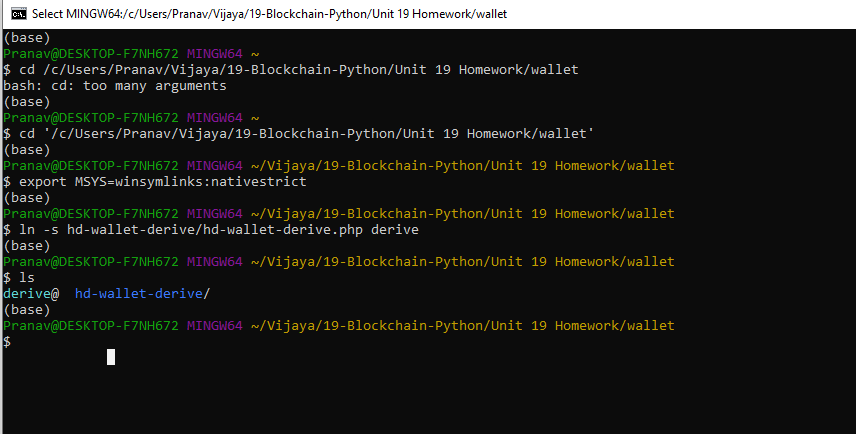 Select MINGW64:/c/Users/Pranav/Vijaya/19-Blockchain-Python/Unit 19 Homework/wallet
(base)
Pranav@DESKTOP-F7NH672 MINGW64 ~
$ cd /c/Users/Pranav/Vijaya/19-Blockchain-Python/Unit 19 Homework/wallet
bash: cd: too many arguments
(base)
Pranav@DESKTOP-F7NH672 MINGW64 ~
$ cd '/c/Users/Pranav/Vijaya/19-Blockchain-Python/Unit 19 Homework/wallet'
(base)
Pranav@DESKTOP-F7NH672 MINGW64 ~/Vijaya/19-Blockchain-Python/Unit 19 Homework/wallet
$ export MSYS=winsymlinks:nativestrict
(base)
Pranav@DESKTOP-F7NH672 MINGW64 ~/Vijaya/19-Blockchain-Python/Unit 19 Homework/wallet
$ ln -s hd-wallet-derive/hd-wallet-derive.php derive
(base)
Pranav@DESKTOP-F7NH672 MINGW64 ~/Vijaya/19-Blockchain-Python/Unit 19 Homework/wallet
$ ls
derive@  hd-wallet-derive/
(base)
Pranav@DESKTOP-F7NH672 MINGW64 ~/Vijaya/19-Blockchain-Python/Unit 19 Homework/wallet
$